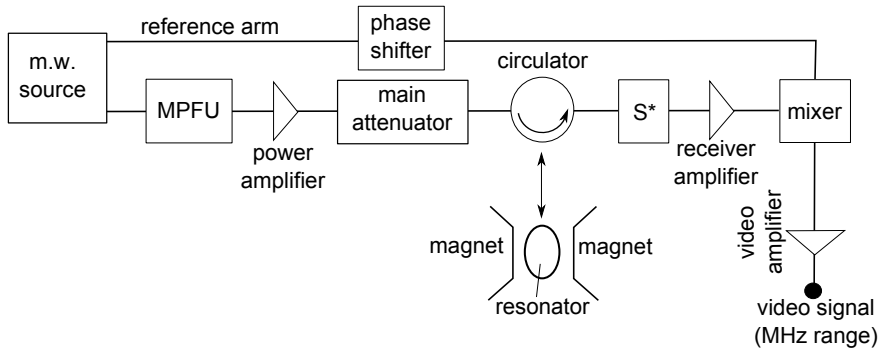 reference arm
phase
shifter
m.w.
source
MPFU
power
amplifier
main
attenuator
circulator
S*
receiver
amplifier
mixer
magnet
magnet
resonator
video
amplifier
video signal
(MHz range)